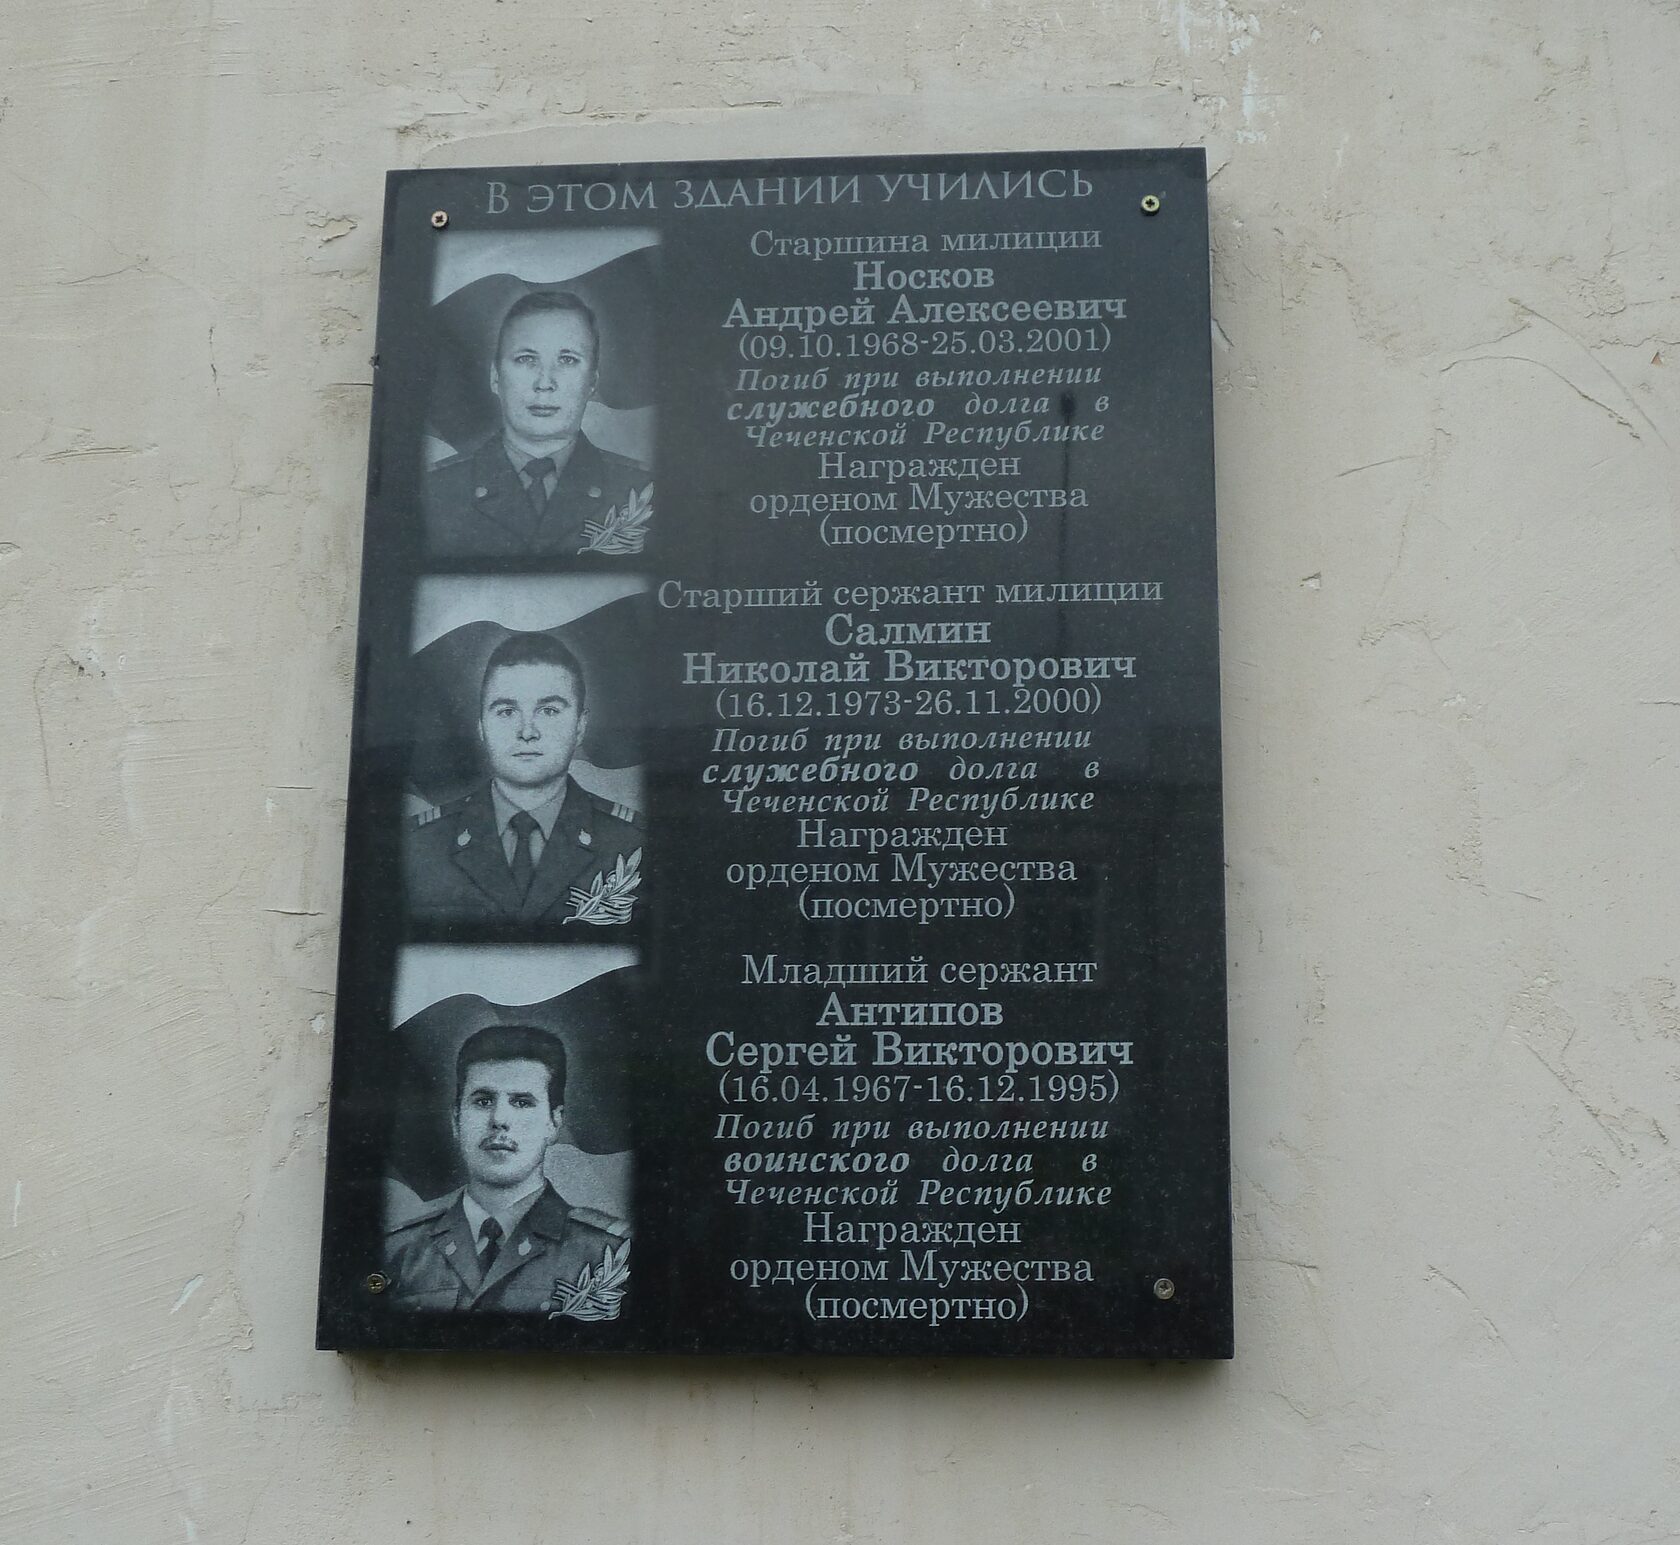 В ЭТОМ ЗДАНИИ УЧИЛИСЬ
Старшина милиции
Носков
Андрей Алексеевич
(09.10.1968-25.03.2001)
Погиб при выполнении
служебного долга в
Чеченской Республике
Награжден
орденом Мужества
(посмертно)
Старший сержант милиции
Салмин
Николай Викторович
(16.12.1973-26.11.2000)
Погиб при выполнении
служебного долга в
Чеченской Республике
Награжден
орденом Мужества
(посмертно)
Младший сержант
Антипов
Сергей Викторович
(16.04.1967-16.12.1995)
Погиб при выполнении
воинского долга в
Чеченской Республике
Награжден
орденом Мужества
(посмертно)